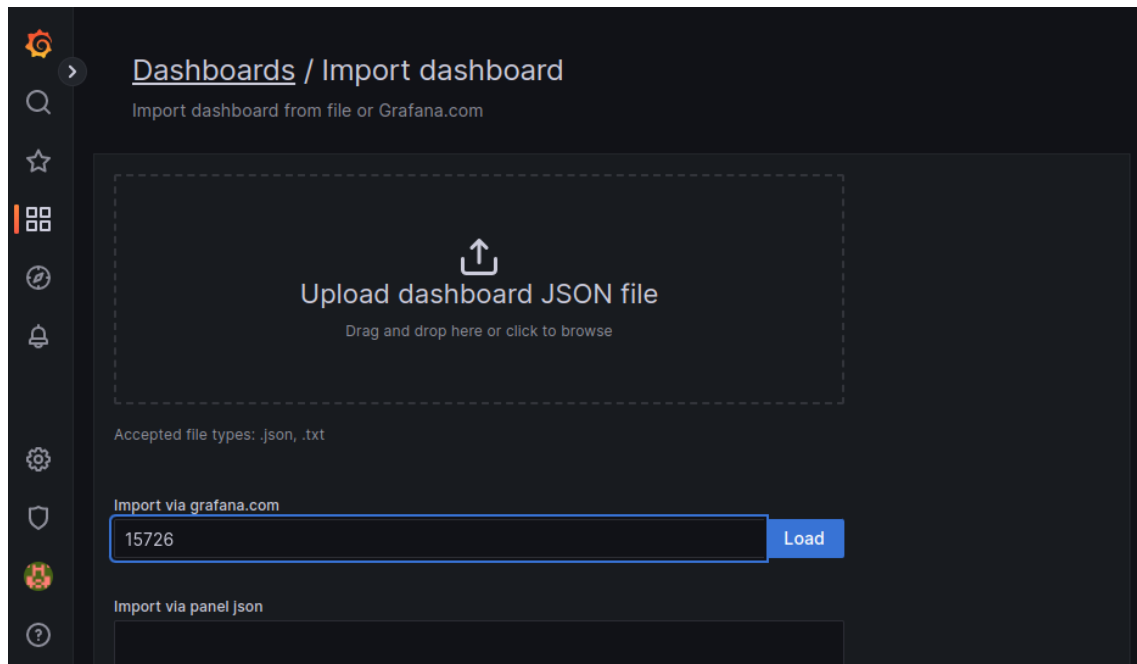 Dashboards / Import dashboard
Import dashboard from file or Grafana.com
Upload dashboard JSON file
Drag and drop here or click to browse
Accepted file types: .json, .txt
Import via grafana.com
15726
Load
Import via panel json